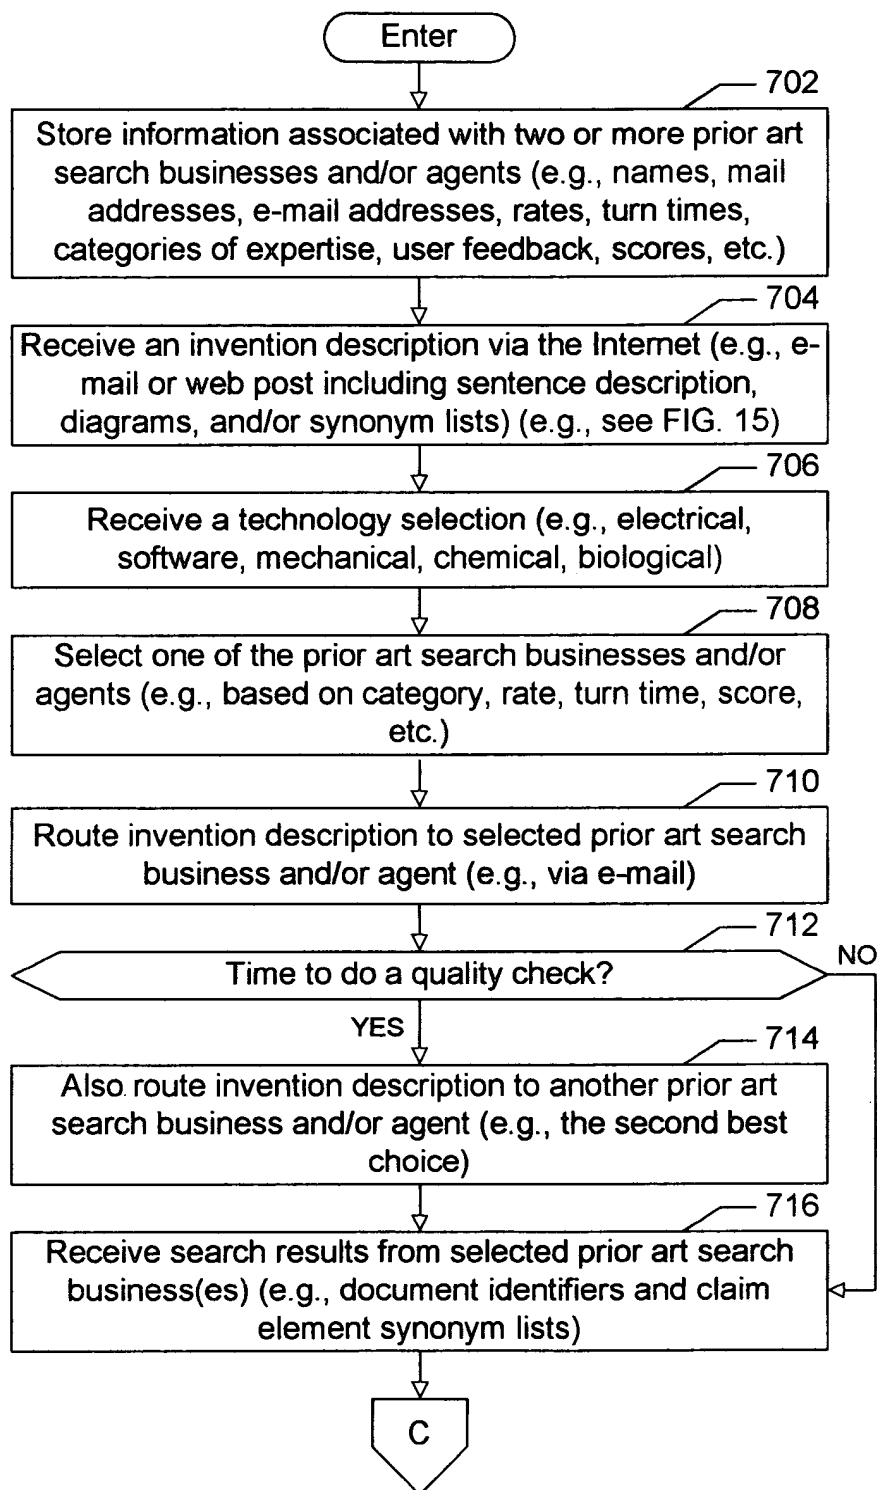 Enter
702
Store information associated with two or more prior art
search businesses and/or agents (e.g., names, mail
addresses, e-mail addresses, rates, turn times,
categories of expertise, user feedback, scores, etc.)
704
Receive an invention description via the Internet (e.g., e-
mail or web post including sentence description,
diagrams, and/or synonym lists) (e.g., see FIG. 15)
706
Receive a technology selection (e.g., electrical,
software, mechanical, chemical, biological)
708
Select one of the prior art search businesses and/or
agents (e.g., based on category, rate, turn time, score,
etc.)
710
Route invention description to selected prior art search
business and/or agent (e.g., via e-mail)
712
Time to do a quality check?
NO
YES
714
Also route invention description to another prior art
search business and/or agent (e.g., the second best
choice)
716
Receive search results from selected prior art search
business(es) (e.g., document identifiers and claim
element synonym lists)
C